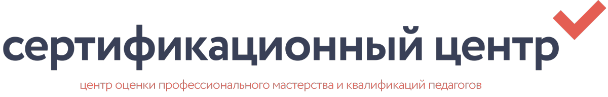 сертификационный центр
центр оценки профессионального мастерства и квалификаций педагогов